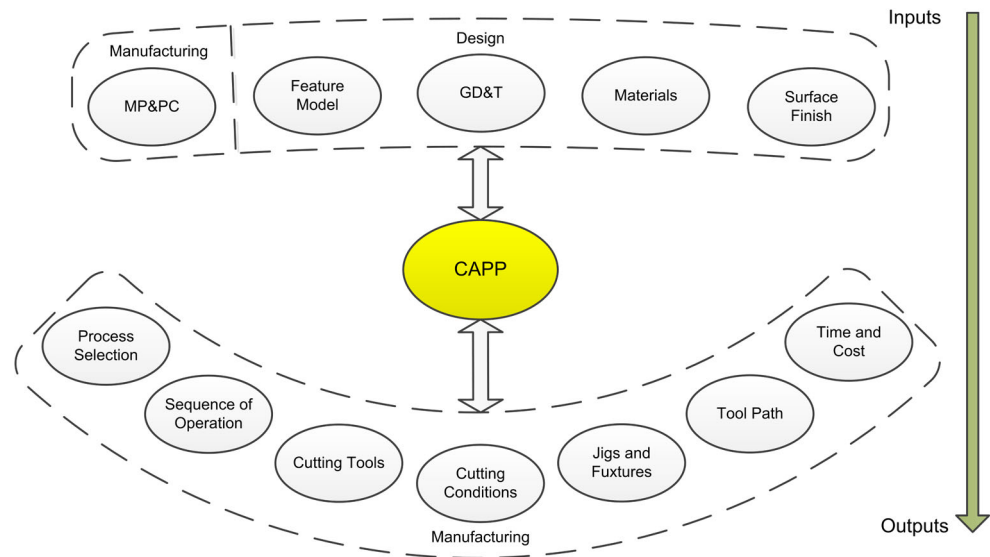 Inputs
Design
Manufacturing
MP&PC
Feature
Model
GD&T
Materials
Surface
Finish
CAPP
Process
Selection
Sequence of
Operation
Cutting Tools
Cutting
Conditions
Jigs and
Fuxtures
Tool Path
Time and
Cost
Manufacturing
Outputs